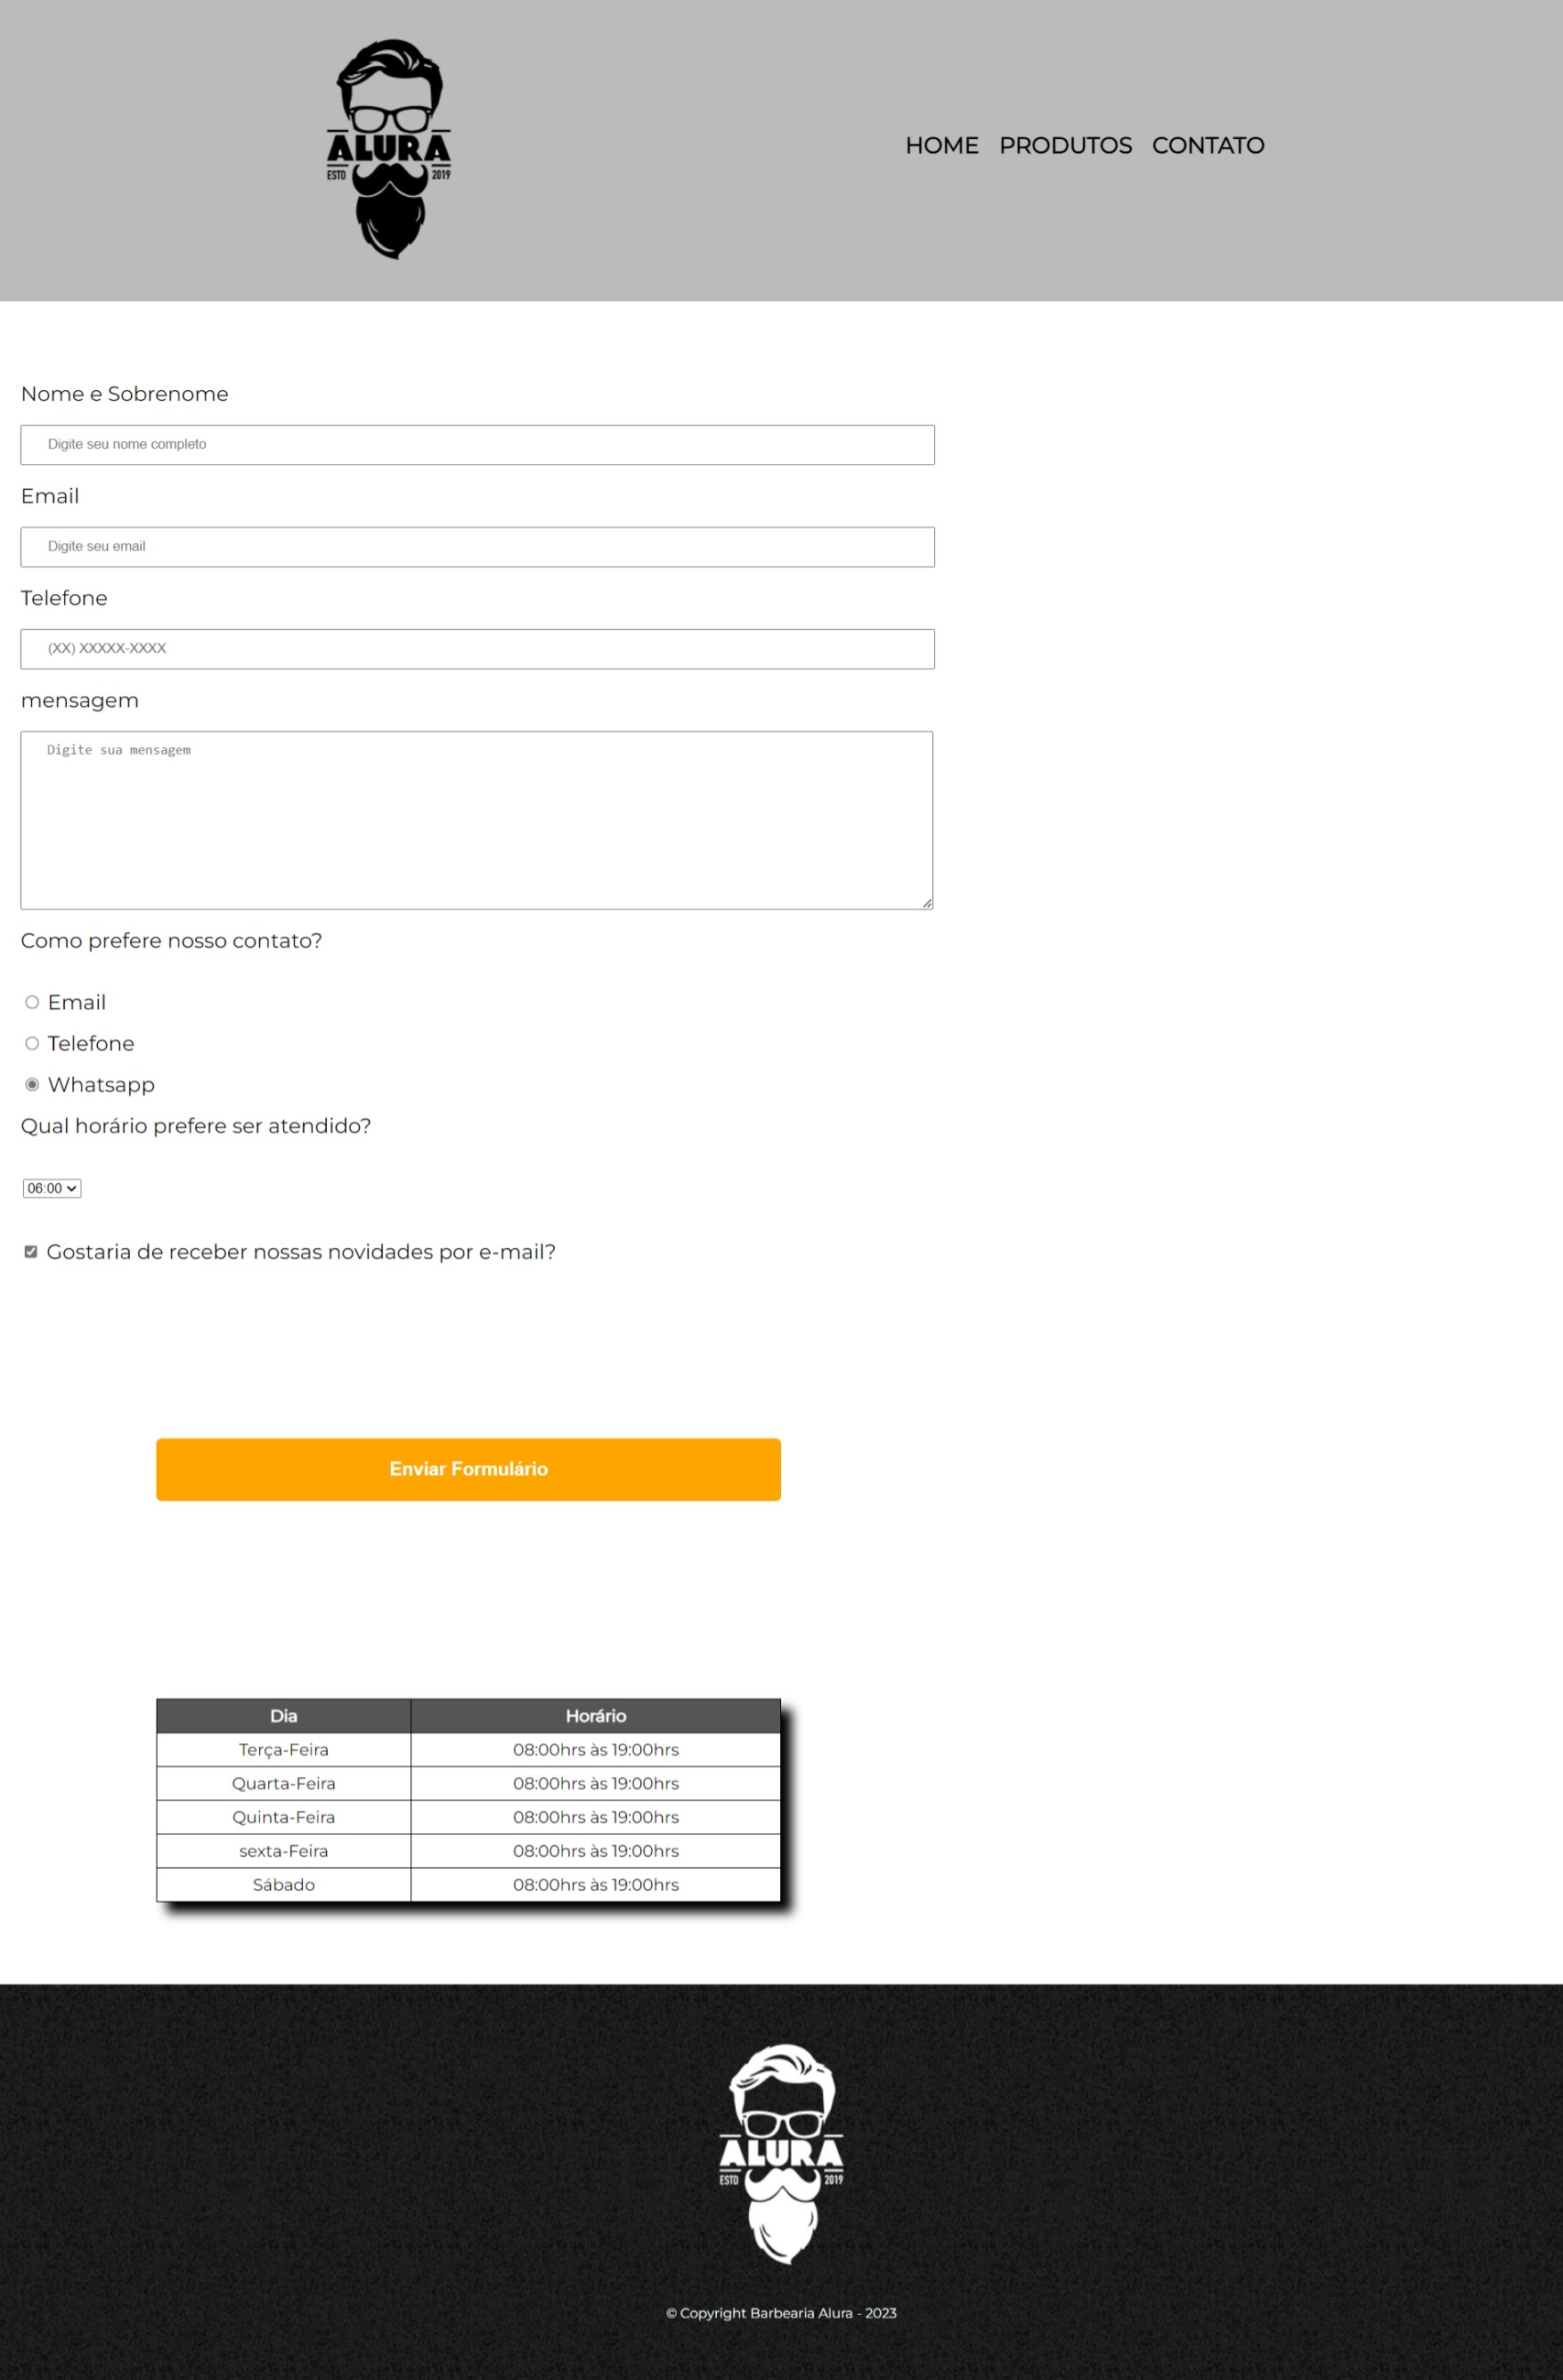 ALURA
ESTD 2019
HOME PRODUTOS CONTATO
Nome e Sobrenome
Digite seu nome completo
Email
Digite seu email
Telefone
(XX) XXXXX-XXXX
mensagem
Digite sua mensagem
Como prefere nosso contato?
Email
Telefone
Whatsapp
Qual horário prefere ser atendido?
06:00
Gostaria de receber nossas novidades por e-mail?
Enviar Formulário
Dia Horário
Terça-Feira 08:00hrs às 19:00hrs
Quarta-Feira 08:00hrs às 19:00hrs
Quinta-Feira 08:00hrs às 19:00hrs
sexta-Feira 08:00hrs às 19:00hrs
Sábado 08:00hrs às 19:00hrs
ALURA
ESTD 2019
© Copyright Barbearia Alura - 2023